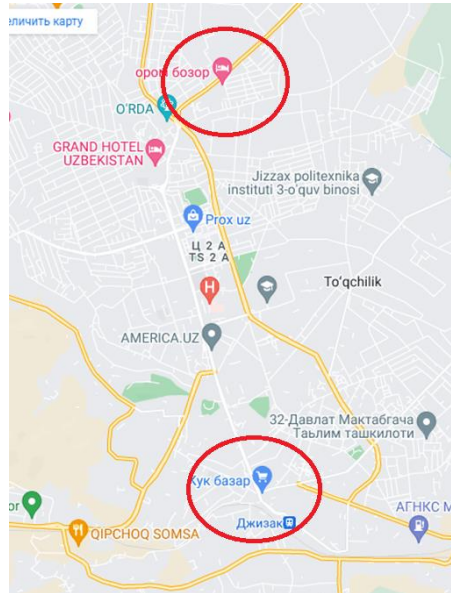 еличить карту
ором бозор
O'RDA
GRAND HOTEL
UZBEKISTAN
Jizzax politexnika
instituti 3-o'quv binosi
Prox uz
Ц 2 А
TS 2 A
To'qchilik
H
AMERICA.UZ
32-Давлат Мактабгача
Таълим ташкилоти
Кук базар
or
АГНКС М
Джизак
QIPCHOQ SOMSA